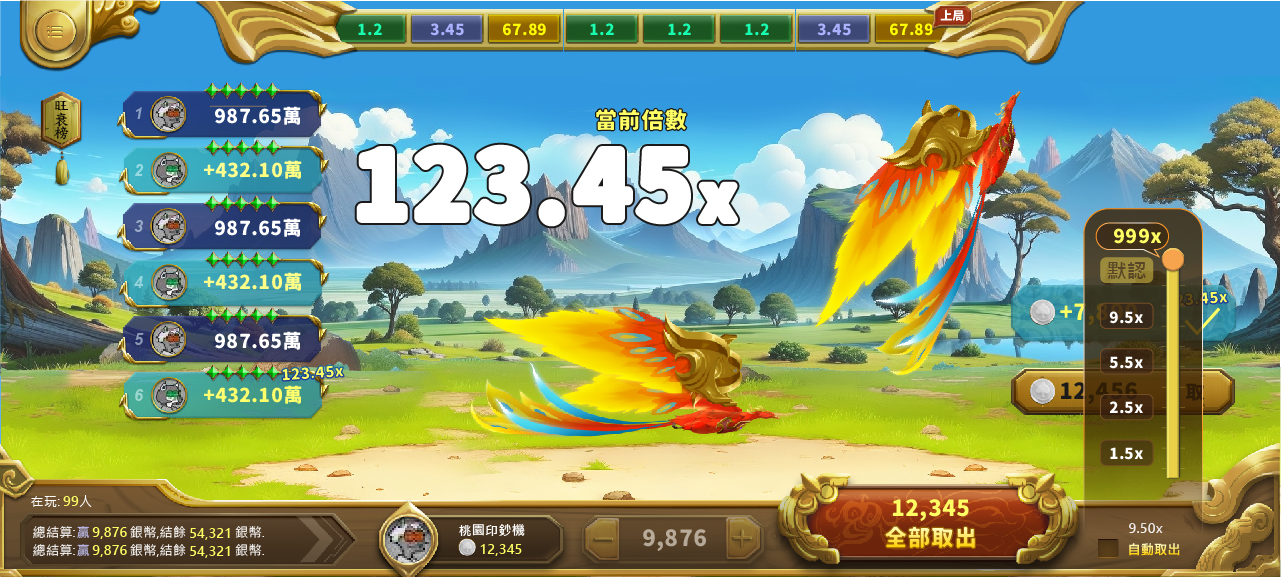 1.2 3.45 67.89 1.2 1.2 1.2 3.45 67.89
上局
旺衰榜
1 987.65萬
2 +432.10萬
3 987.65萬
4 +432.10萬
5 987.65萬
123.45x
6 +432.10萬
當前倍數
123.45x
999x
默認
9.5x
5.5x
2.5x
1.5x
+7
12,456
取
在玩: 99人
總結算: 贏 9,876 銀幣,結餘 54,321 銀幣.
總結算: 贏 9,876 銀幣,結餘 54,321 銀幣.
桃園印鈔機
12,345
9,876
12,345
全部取出
9.50x
自動取出